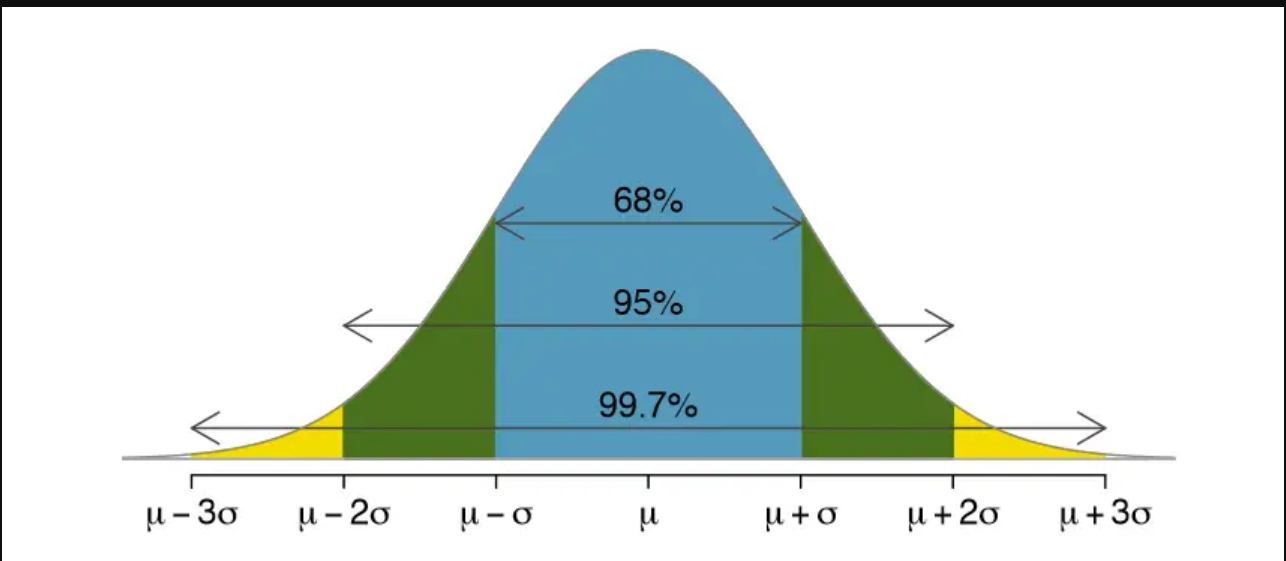 68%
95%
99.7%
μ − 3σ μ − 2σ μ − σ μ μ + σ μ + 2σ μ + 3σ